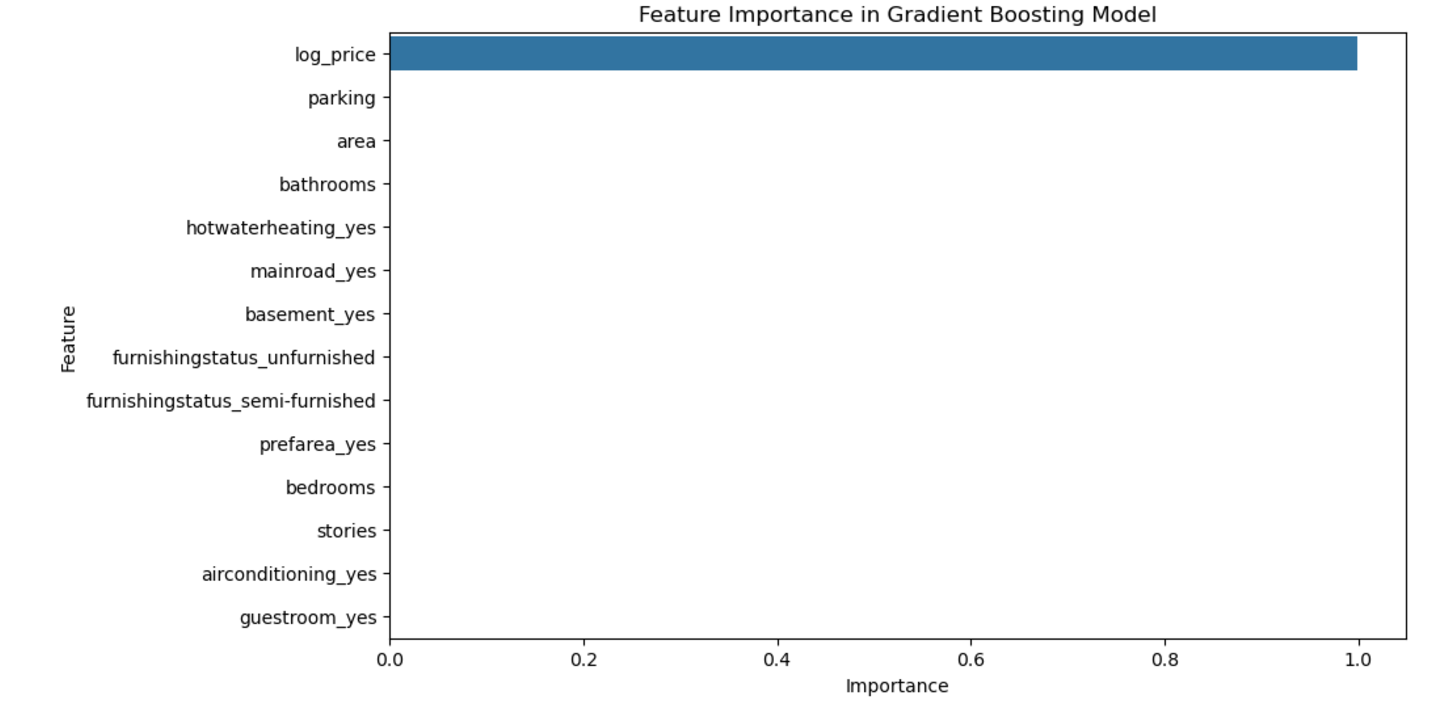 Feature Importance in Gradient Boosting Model
log_price
parking
area
bathrooms
hotwaterheating_yes
mainroad_yes
basement_yes
Feature
furnishingstatus_unfurnished
furnishingstatus_semi-furnished
prefarea_yes
bedrooms
stories
airconditioning_yes
guestroom_yes
0.0 0.2 0.4 0.6 0.8 1.0
Importance